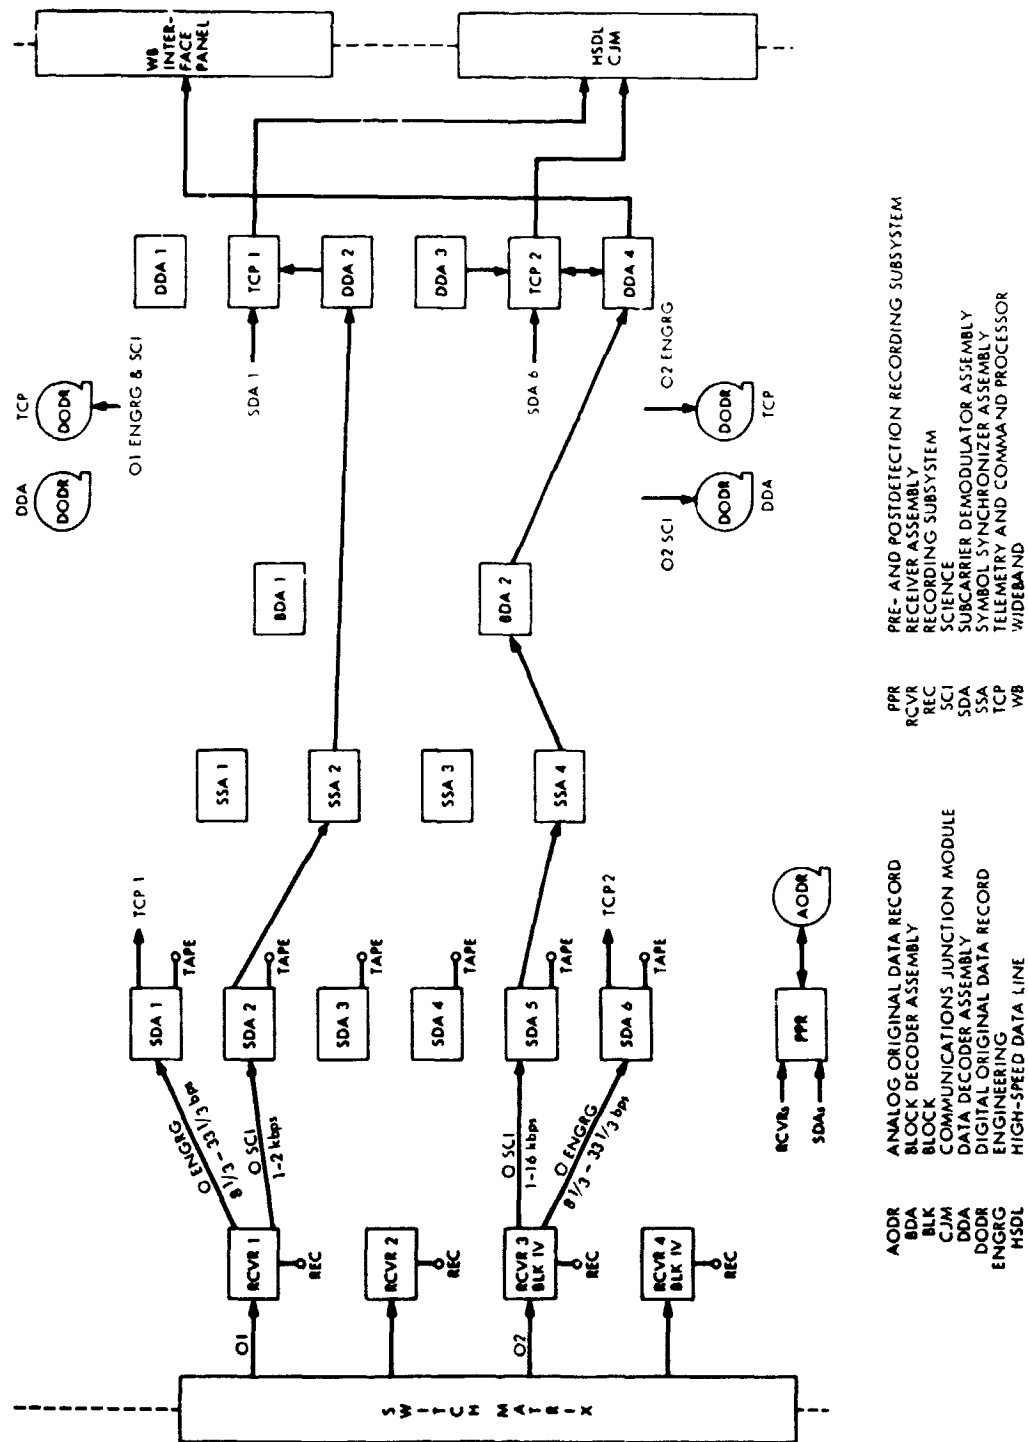 SWITCH MATRIX
O1
O2
RCVR 1
REC
RCVR 2
REC
RCVR 3
BLK IV
REC
RCVR 4
BLK IV
REC
O ENGRG
8 1/3 - 33 1/3 bps
O SCI
1-2 kbps
O SCI
1-16 kbps
O ENGRG
8 1/3 - 33 1/3 bps
SDA 1
TCP 1
TAPE
SDA 2
TAPE
SDA 3
TAPE
SDA 4
TAPE
SDA 5
TAPE
SDA 6
TCP 2
TAPE
RCVRs
SDAs
PPR
AODR
SSA 1
SSA 2
SSA 3
SSA 4
BDA 1
BDA 2
DDA
DODR
TCP
DODR
O1 ENGRG & SCI
SDA 1
SDA 6
O2 SCI
DODR
DDA
O2 ENGRG
DODR
TCP
DDA 1
TCP 1
DDA 2
DDA 3
TCP 2
DDA 4
WB
INTER-
FACE
PANEL
HSDL
CJM
AODR ANALOG ORIGINAL DATA RECORD
BDA BLOCK DECODER ASSEMBLY
BLK BLOCK
CJM COMMUNICATIONS JUNCTION MODULE
DDA DATA DECODER ASSEMBLY
DODR DIGITAL ORIGINAL DATA RECORD
ENGRG ENGINEERING
HSDL HIGH-SPEED DATA LINE
PPR PRE- AND POSTDETECTION RECORDING SUBSYSTEM
RCVR RECEIVER ASSEMBLY
REC RECORDING SUBSYSTEM
SCI SCIENCE
SDA SUBCARRIER DEMODULATOR ASSEMBLY
SSA SYMBOL SYNCHRONIZER ASSEMBLY
TCP TELEMETRY AND COMMAND PROCESSOR
WB WIDEBAND